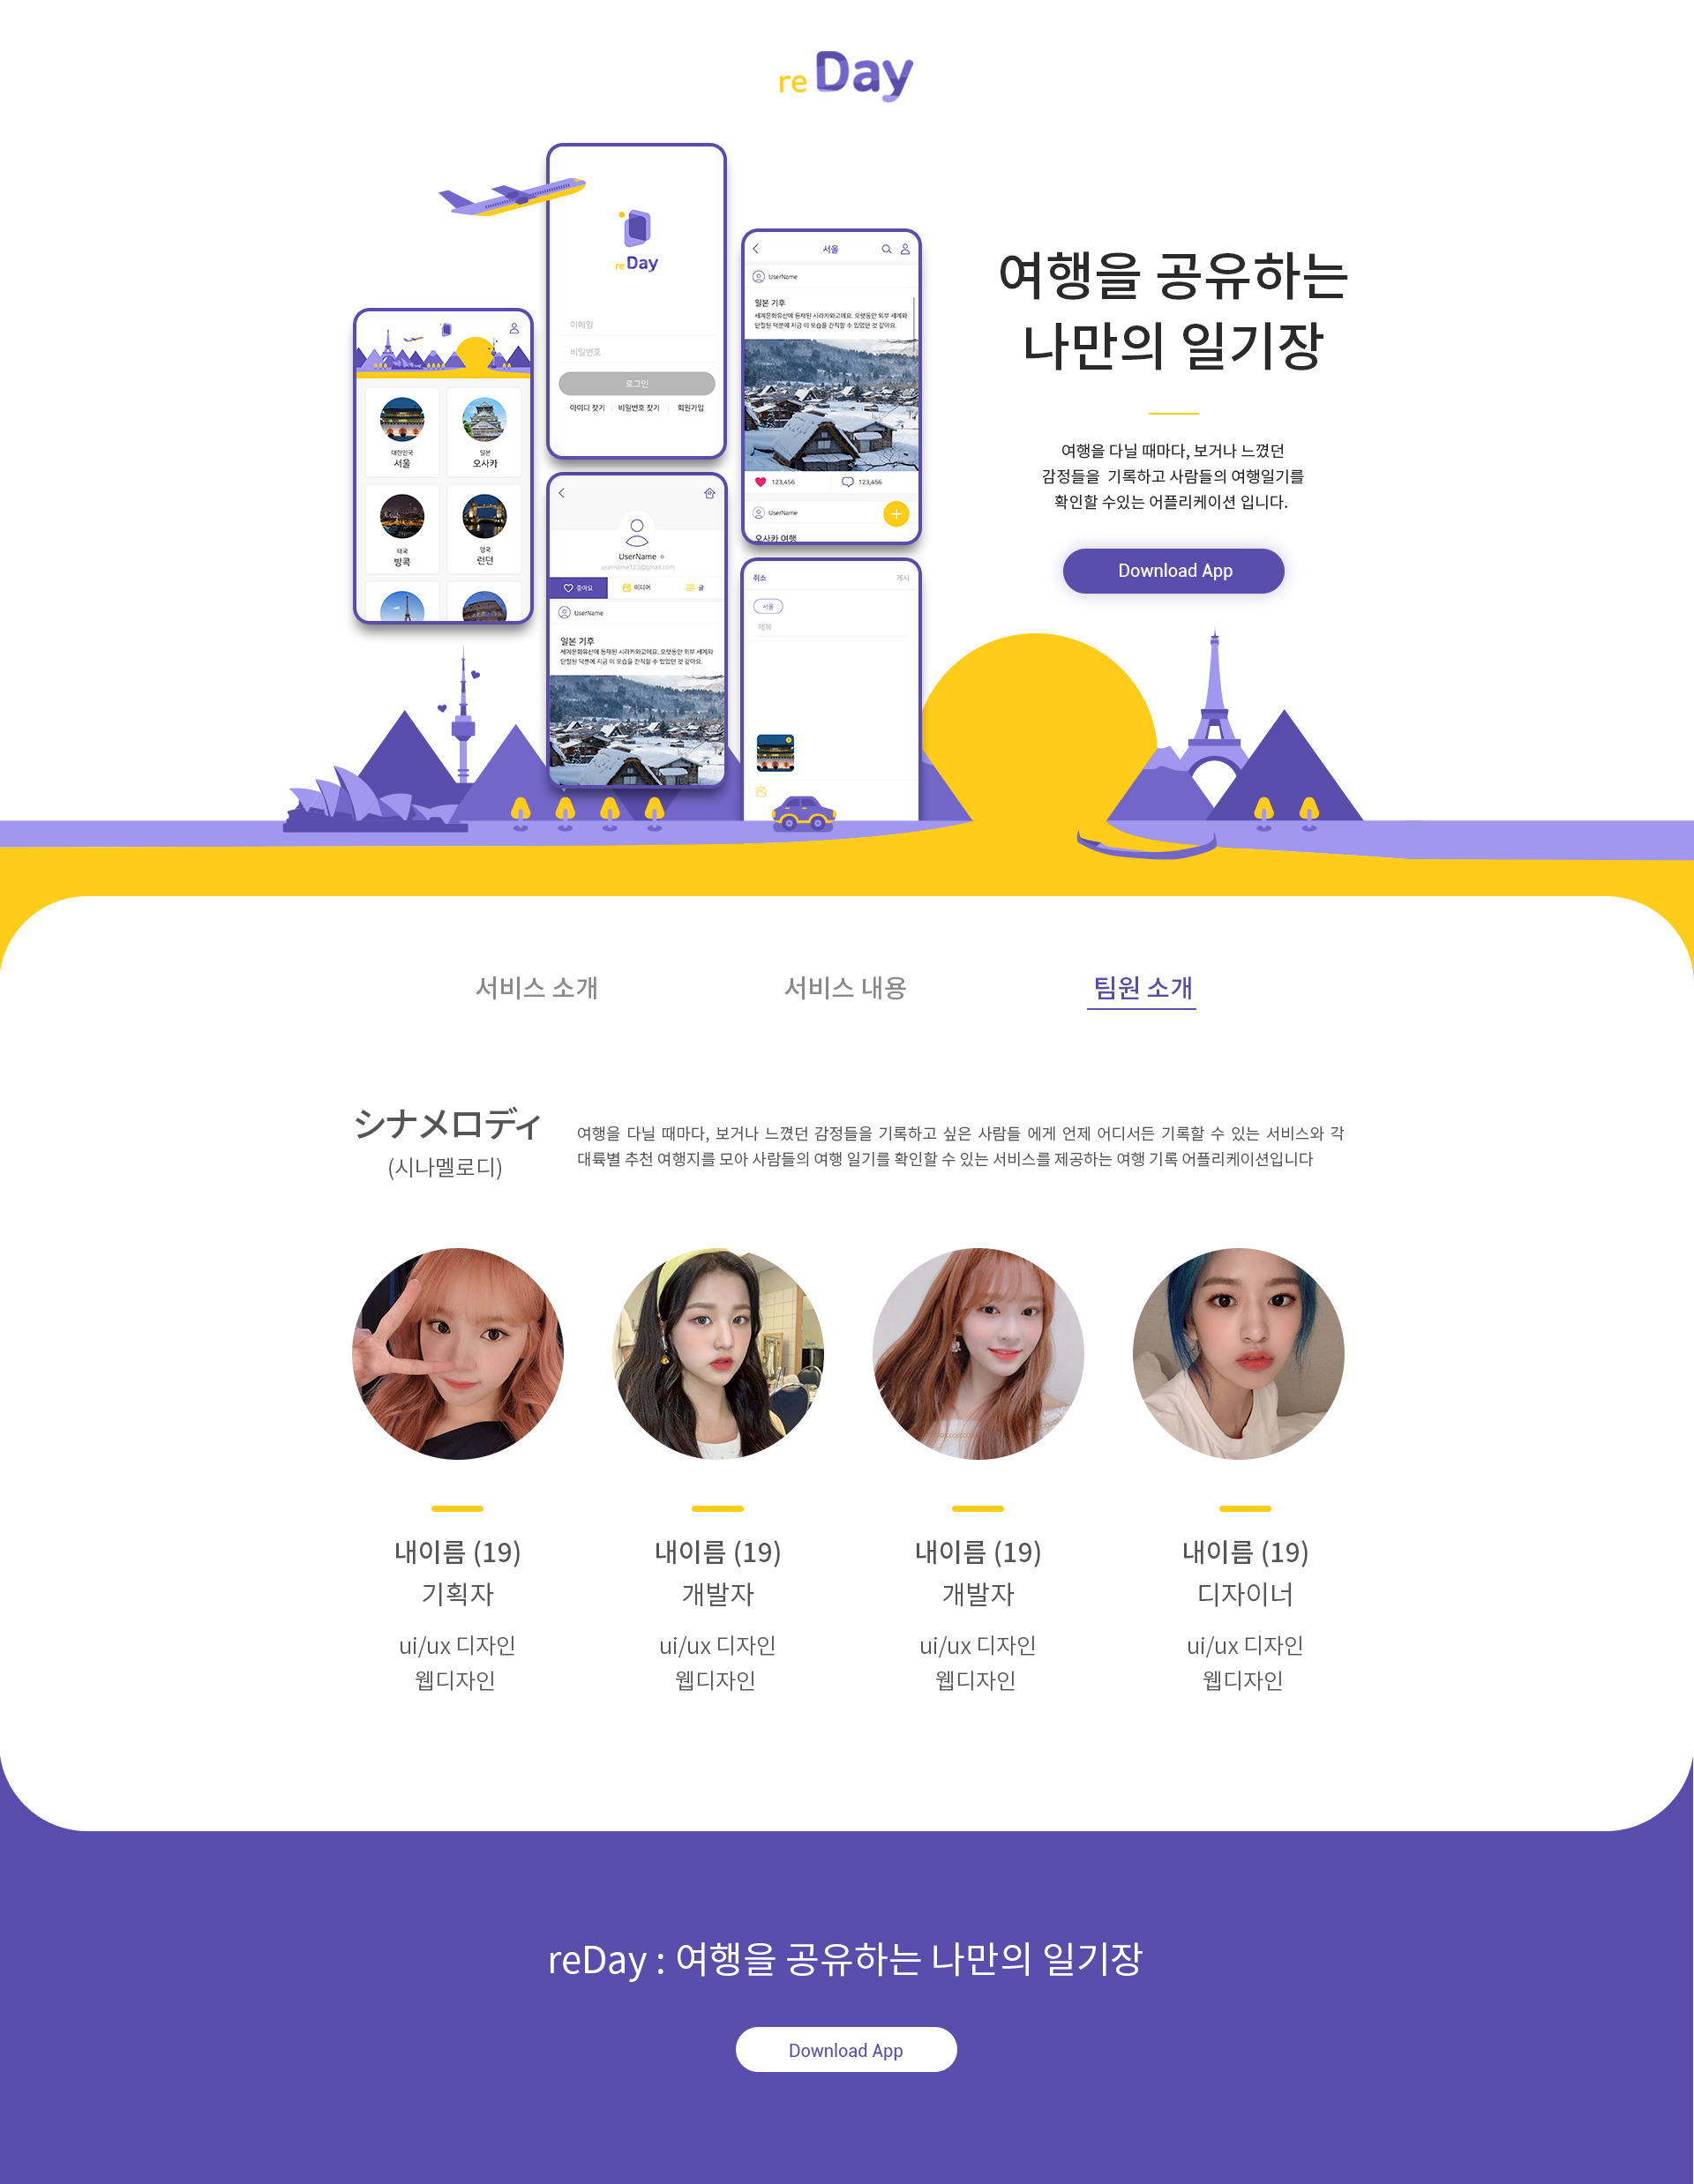 re Day
re Day
이메일
비밀번호
로그인
아이디 찾기
비밀번호 찾기
회원가입
서울
UserName
일본 기후
세계문화유산에 등재된 시라카와고에요. 오랫동안 외부 세계와
단절된 덕분에 지금 이 모습을 간직할 수 있었던 것 같아요.
123,456
123,456
UserName
오사카 여행
대한민국
서울
일본
오사카
태국
방콕
영국
런던
UserName
username123@gmail.com
좋아요
미디어
글
UserName
일본 기후
세계문화유산에 등재된 시라카와고에요. 오랫동안 외부 세계와
단절된 덕분에 지금 이 모습을 간직할 수 있었던 것 같아요.
취소
게시
서울
제목
여행을 공유하는
나만의 일기장
여행을 다닐 때마다, 보거나 느꼈던
감정들을 기록하고 사람들의 여행일기를
확인할 수있는 어플리케이션 입니다.
Download App
서비스 소개
서비스 내용
팀원 소개
シナメロディ
(시나멜로디)
여행을 다닐 때마다, 보거나 느꼈던 감정들을 기록하고 싶은 사람들 에게 언제 어디서든 기록할 수 있는 서비스와 각
대륙별 추천 여행지를 모아 사람들의 여행 일기를 확인할 수 있는 서비스를 제공하는 여행 기록 어플리케이션입니다
내이름 (19)
기획자
ui/ux 디자인
웹디자인
내이름 (19)
개발자
ui/ux 디자인
웹디자인
내이름 (19)
개발자
ui/ux 디자인
웹디자인
내이름 (19)
디자이너
ui/ux 디자인
웹디자인
reDay : 여행을 공유하는 나만의 일기장
Download App